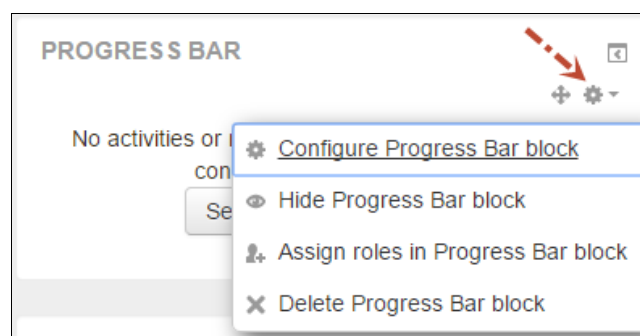 PROGRESS BAR
No activities or
con
Se
Configure Progress Bar block
Hide Progress Bar block
Assign roles in Progress Bar block
Delete Progress Bar block